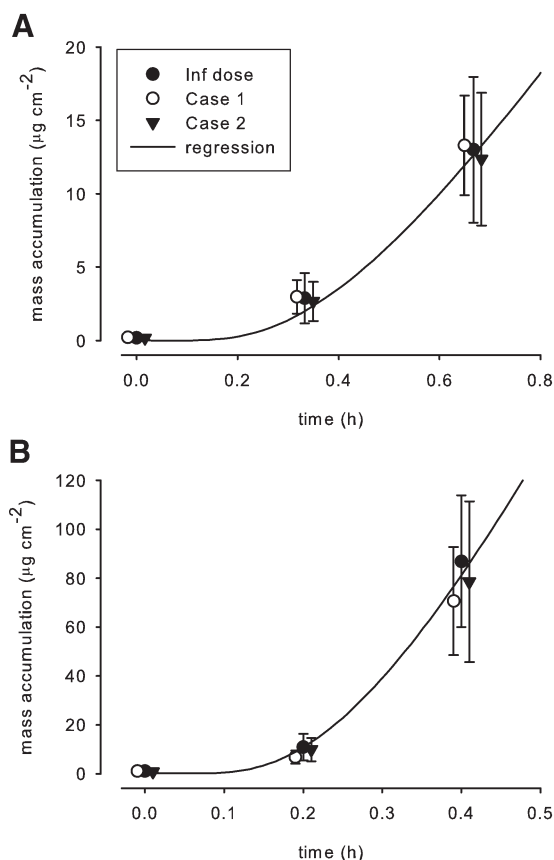 A
mass accumulation (µg cm-2)
20
15
10
5
0
Inf dose
Case 1
Case 2
regression
0.0 0.2 0.4 0.6 0.8
time (h)
B
mass accumulation (µg cm-2)
120
100
80
60
40
20
0
0.0 0.1 0.2 0.3 0.4 0.5
time (h)